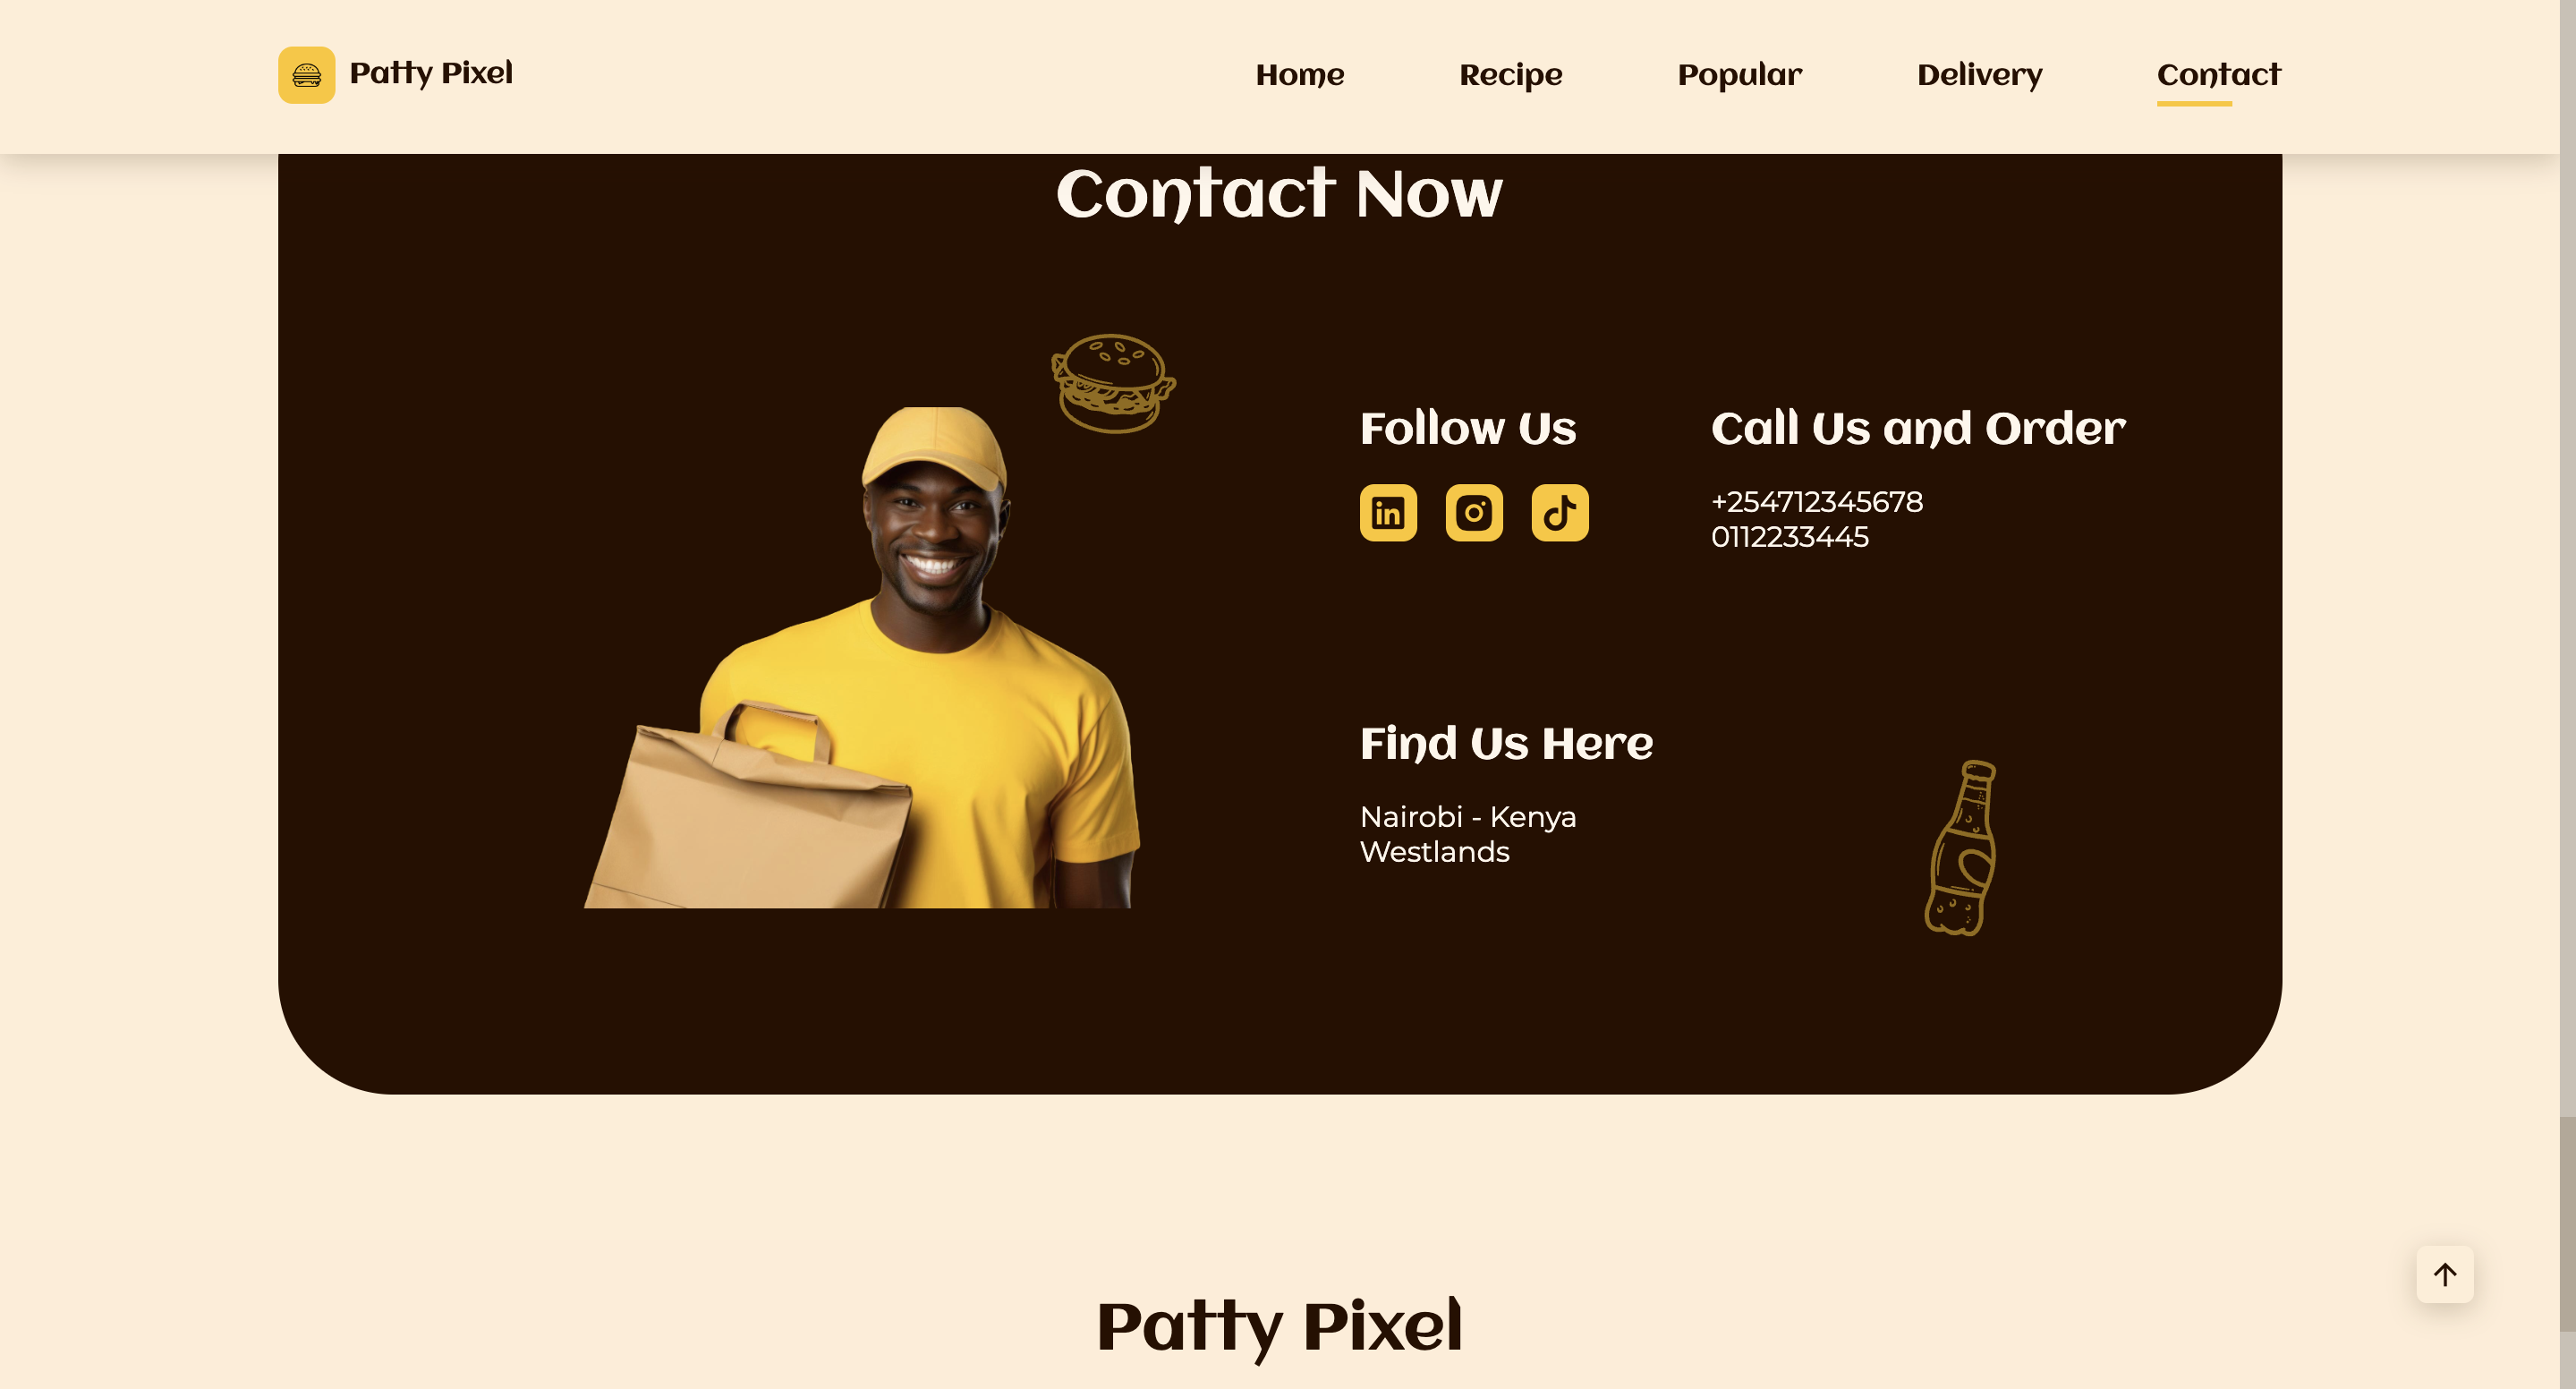 Patty Pixel
Home
Recipe
Popular
Delivery
Contact
Contact Now
Follow Us
Call Us and Order
+254712345678
0112233445
Find Us Here
Nairobi - Kenya
Westlands
Patty Pixel